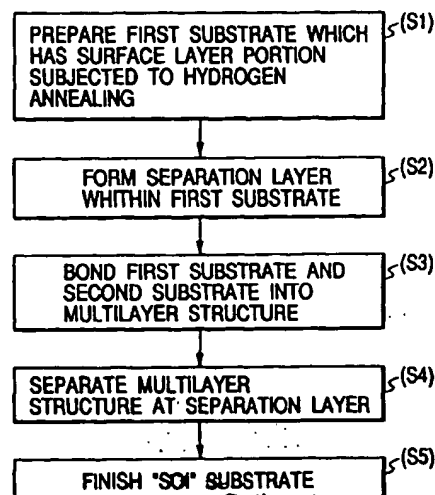 PREPARE FIRST SUBSTRATE WHICH
HAS SURFACE LAYER PORTION
SUBJECTED TO HYDROGEN
ANNEALING
(S1)
FORM SEPARATION LAYER
WHITHIN FIRST SUBSTRATE
(S2)
BOND FIRST SUBSTRATE AND
SECOND SUBSTRATE INTO
MULTILAYER STRUCTURE
(S3)
SEPARATE MULTILAYER
STRUCTURE AT SEPARATION LAYER
(S4)
FINISH "SOI" SUBSTRATE
(S5)